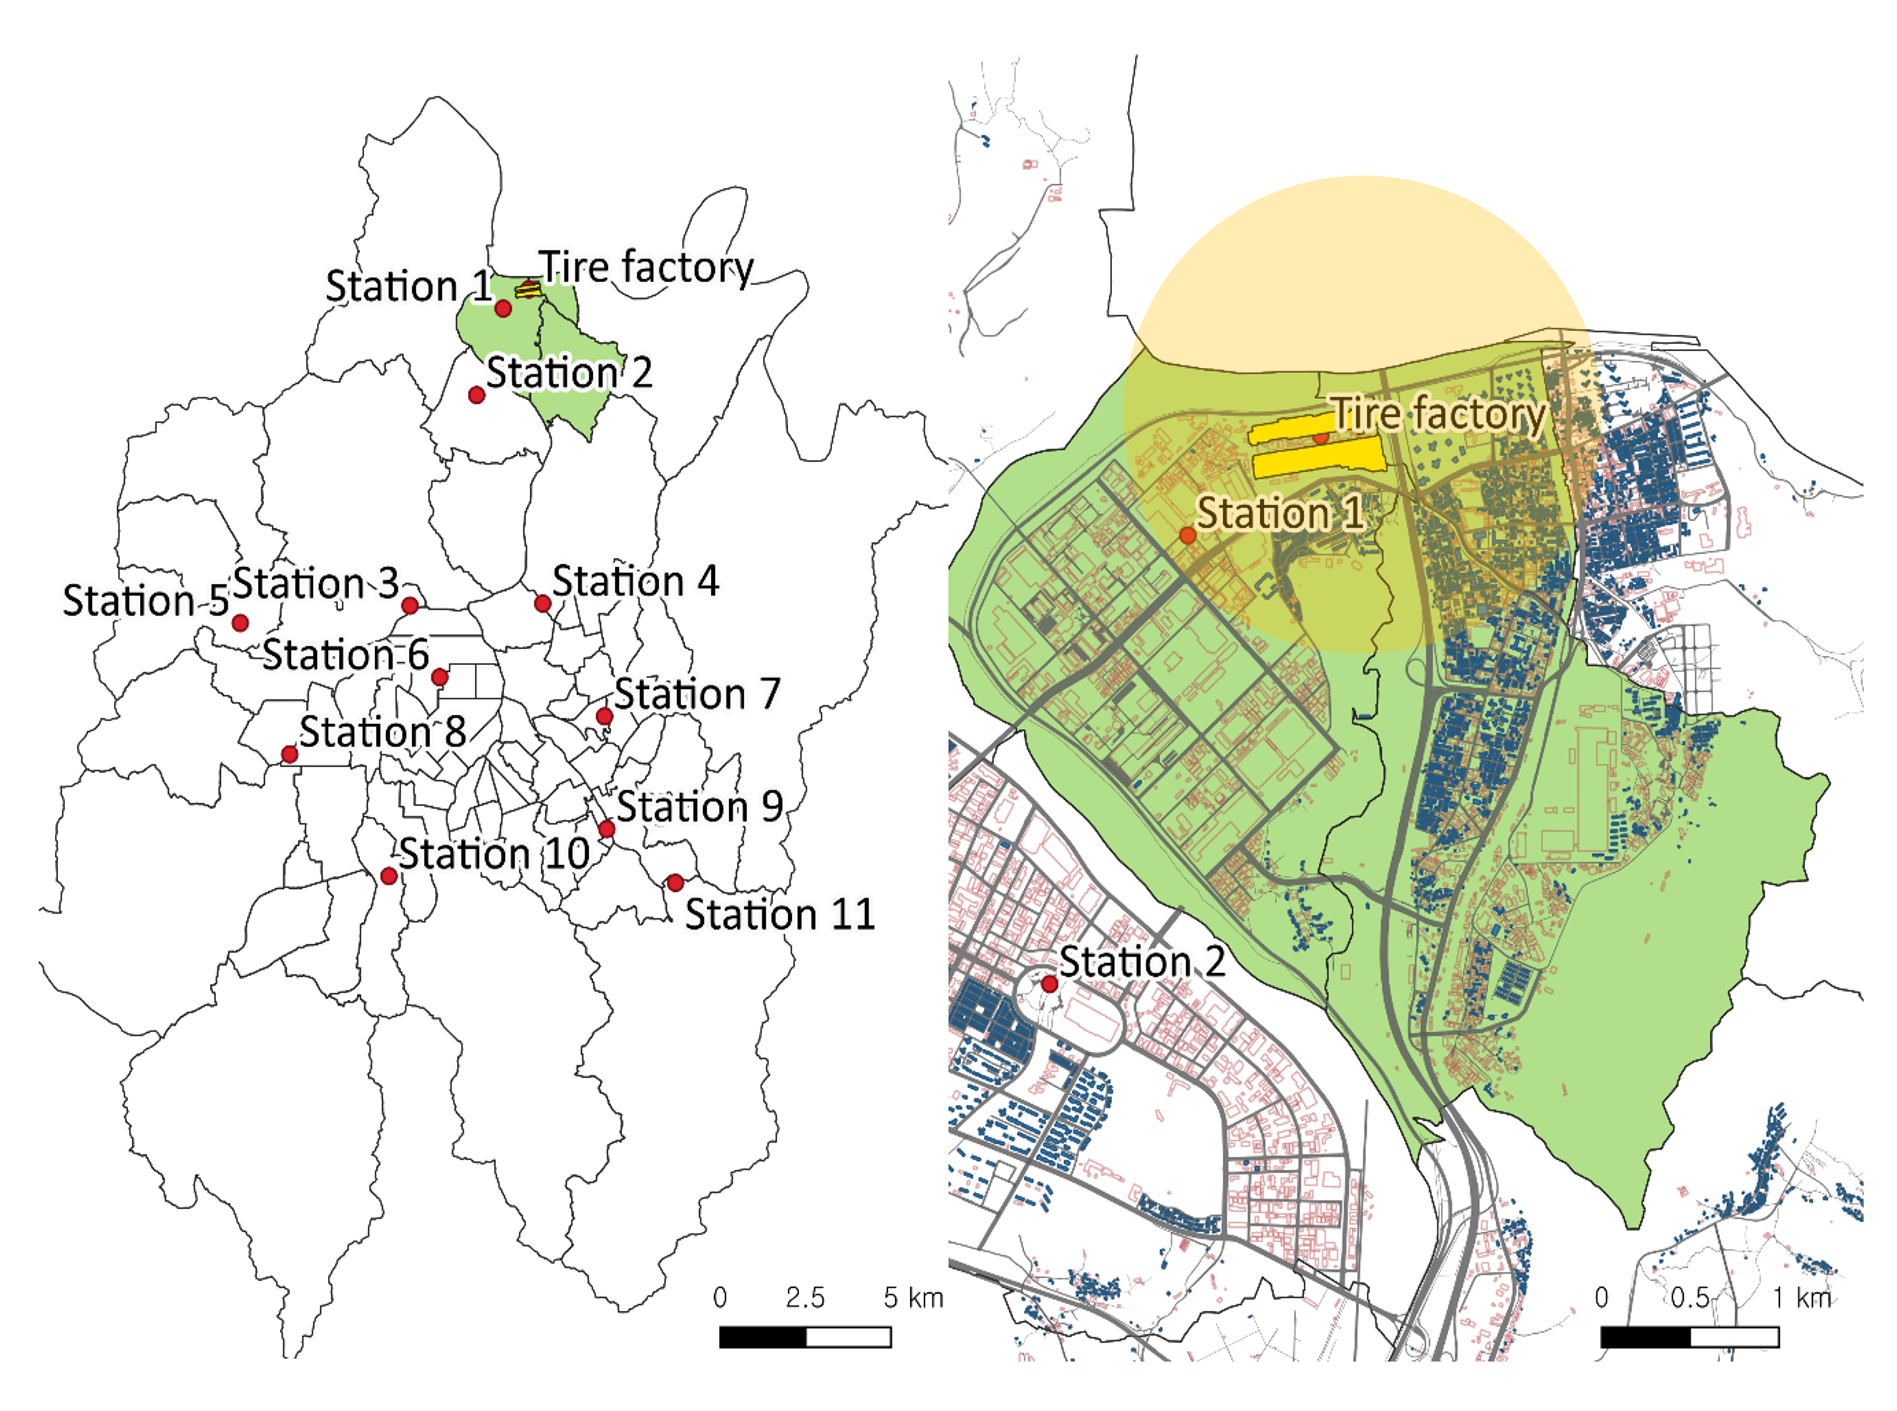 Tire factory
Station 1
Station 2
Station 3
Station 4
Station 5
Station 6
Station 7
Station 8
Station 9
Station 10
Station 11
0 2.5 5 km
Tire factory
Station 1
Station 2
0 0.5 1 km